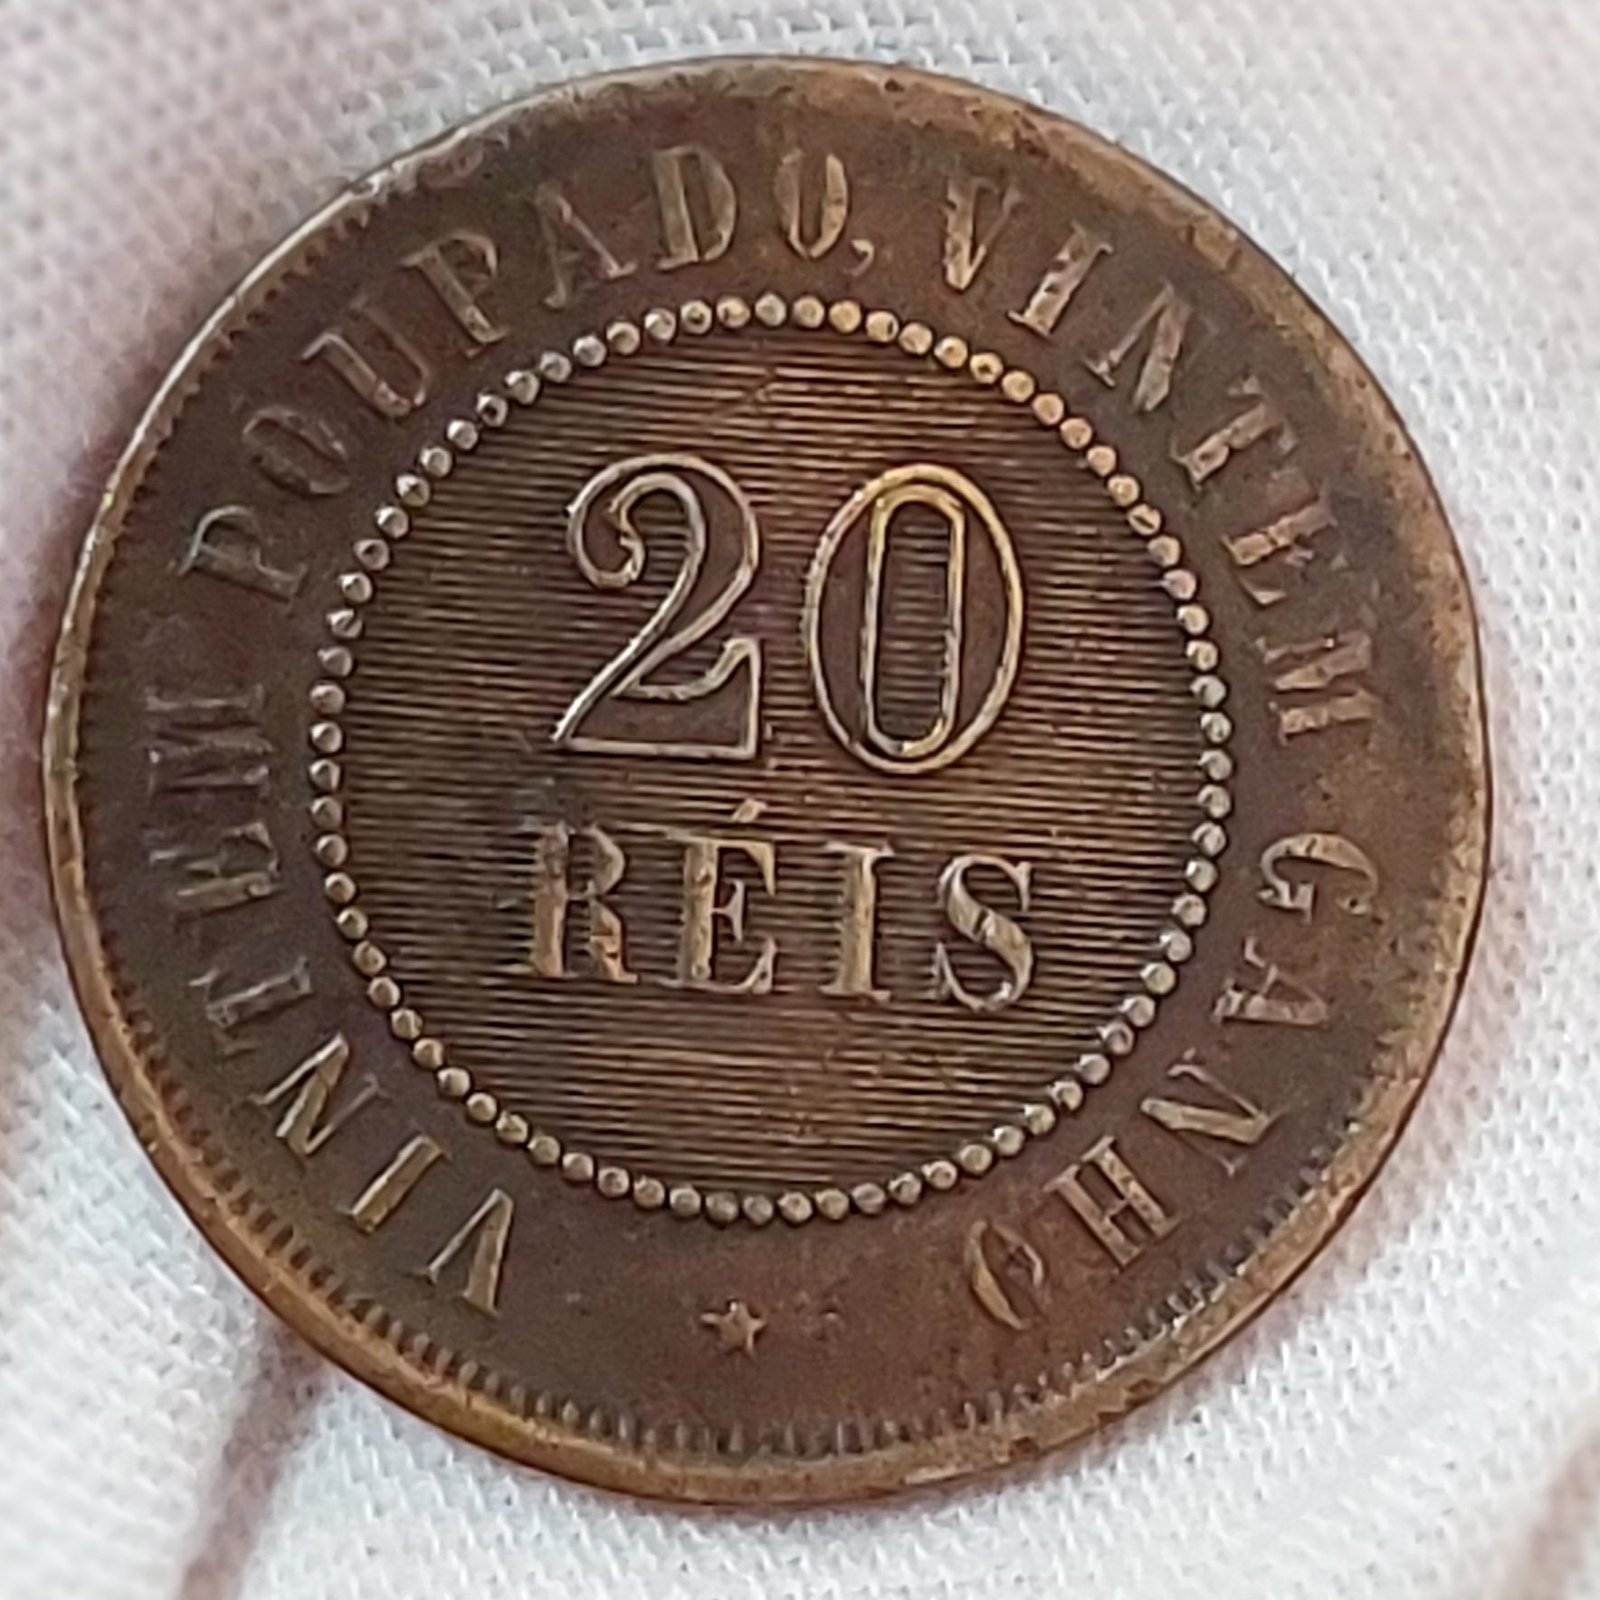 VINTEM POUPADO, VINTEM GANHO
20
RÉIS